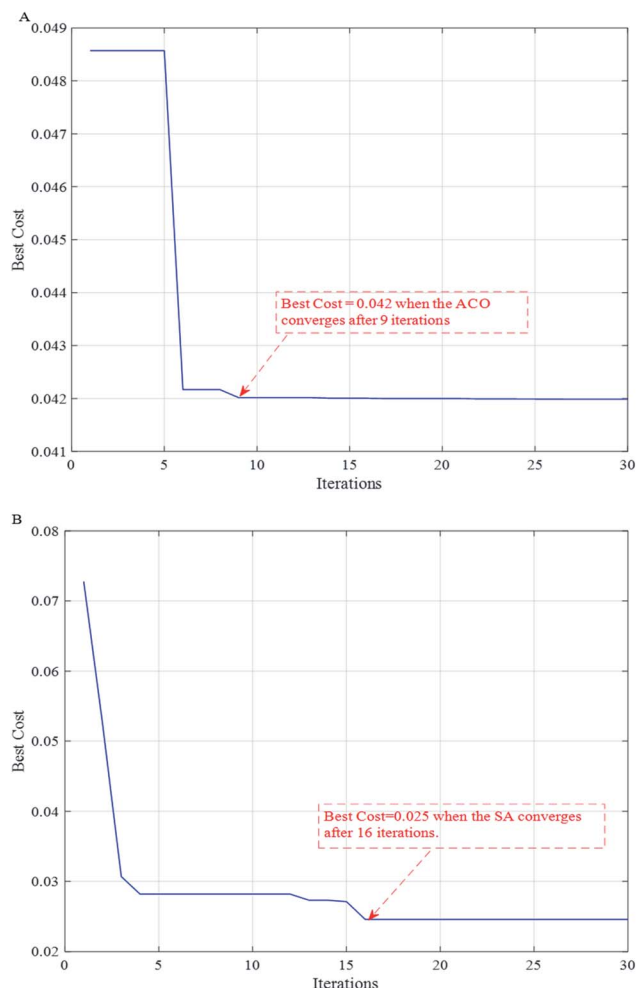 A
0.049
0.048
0.047
0.046
0.045
0.044
0.043
0.042
0.041
Best Cost
Best Cost = 0.042 when the ACO
converges after 9 iterations
0 5 10 15 20 25 30
Iterations
B
0.08
0.07
0.06
0.05
0.04
0.03
0.02
Best Cost
Best Cost=0.025 when the SA converges
after 16 iterations.
0 5 10 15 20 25 30
Iterations